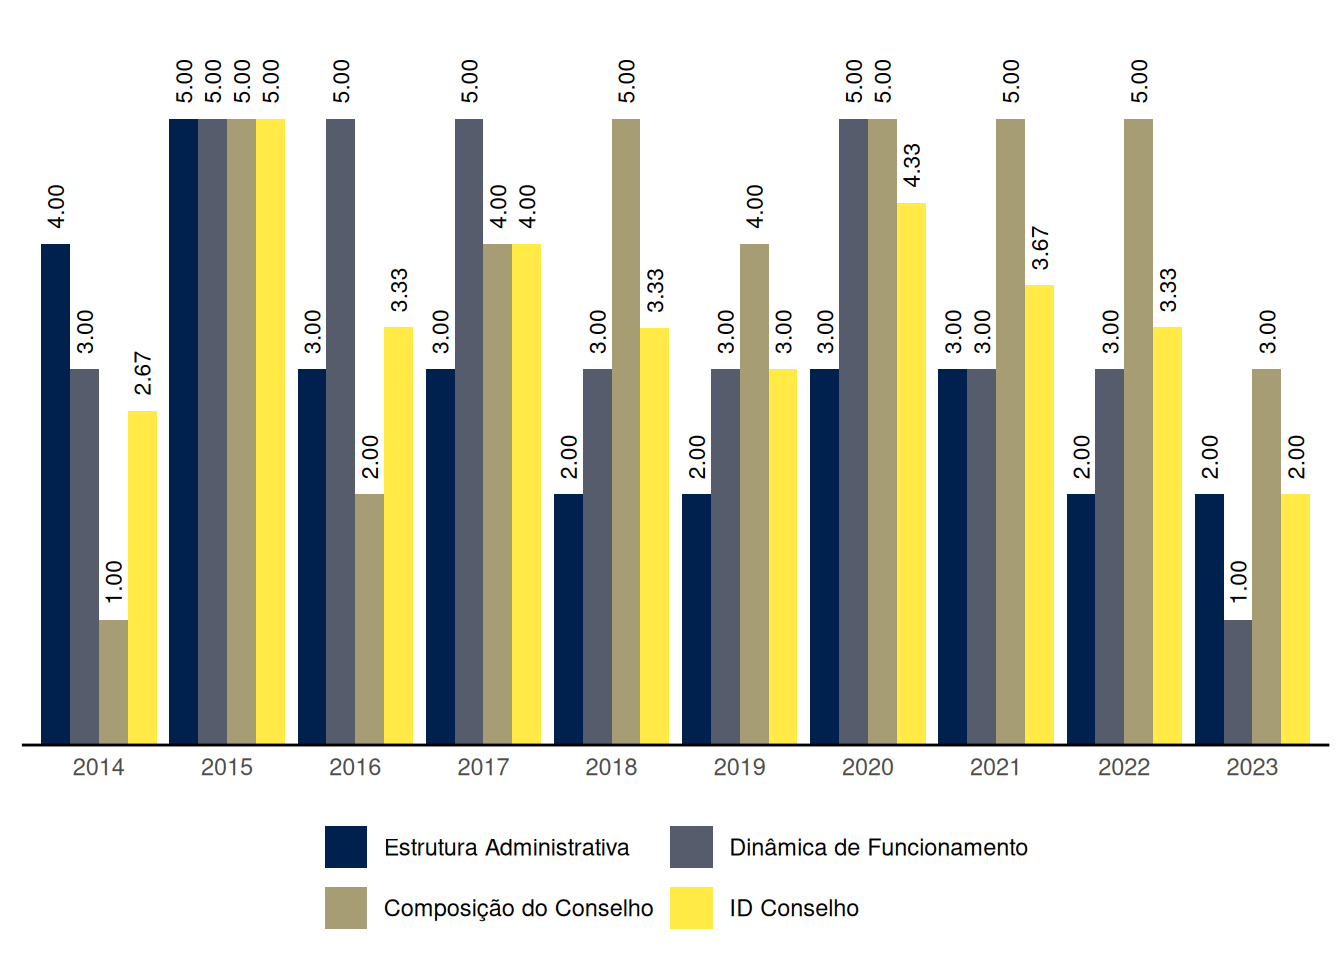 4.00 3.00 1.00 2.67
5.00 5.00 5.00 5.00
3.00 5.00 2.00 3.33
3.00 5.00 4.00 4.00
2.00 3.00 5.00 3.33
2.00 3.00 4.00 3.00
3.00 5.00 5.00 4.33
3.00 3.00 5.00 3.67
2.00 3.00 5.00 3.33
2.00 1.00 3.00 2.00
2014 2015 2016 2017 2018 2019 2020 2021 2022 2023
Estrutura Administrativa Dinâmica de Funcionamento
Composição do Conselho ID Conselho